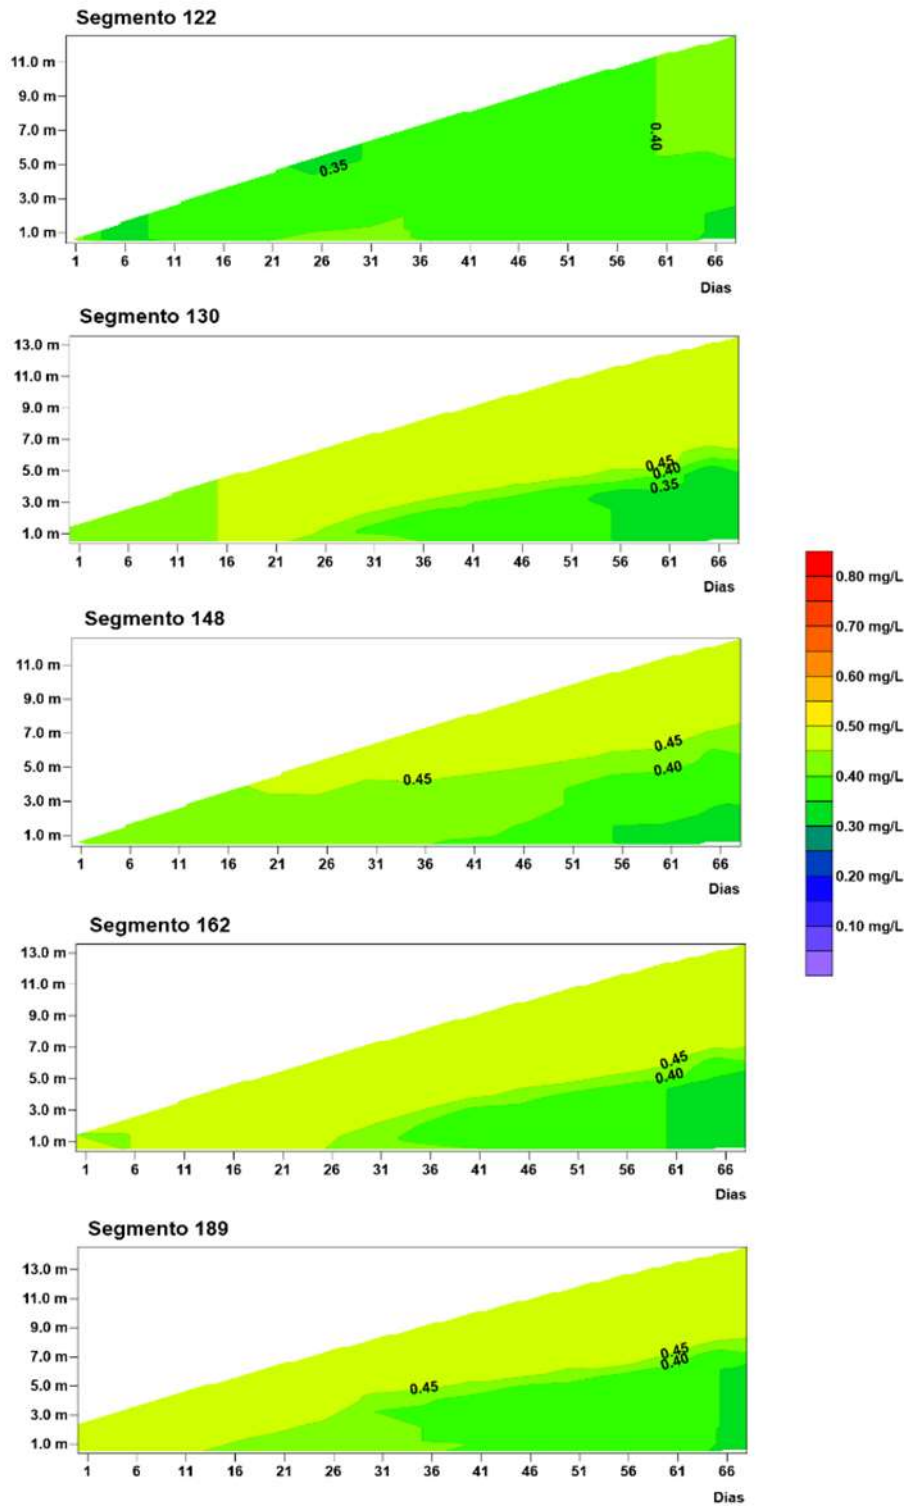 Segmento 122
11.0 m
9.0 m
7.0 m
5.0 m
3.0 m
1.0 m
0.35
0.40
1 6 11 16 21 26 31 36 41 46 51 56 61 66
Dias
Segmento 130
13.0 m
11.0 m
9.0 m
7.0 m
5.0 m
3.0 m
1.0 m
0.45
0.40
0.35
1 6 11 16 21 26 31 36 41 46 51 56 61 66
Dias
Segmento 148
11.0 m
9.0 m
7.0 m
5.0 m
3.0 m
1.0 m
0.45
0.45
0.40
1 6 11 16 21 26 31 36 41 46 51 56 61 66
Dias
Segmento 162
13.0 m
11.0 m
9.0 m
7.0 m
5.0 m
3.0 m
1.0 m
0.45
0.40
1 6 11 16 21 26 31 36 41 46 51 56 61 66
Dias
Segmento 189
13.0 m
11.0 m
9.0 m
7.0 m
5.0 m
3.0 m
1.0 m
0.45
0.45
0.40
1 6 11 16 21 26 31 36 41 46 51 56 61 66
Dias
0.80 mg/L
0.70 mg/L
0.60 mg/L
0.50 mg/L
0.40 mg/L
0.30 mg/L
0.20 mg/L
0.10 mg/L